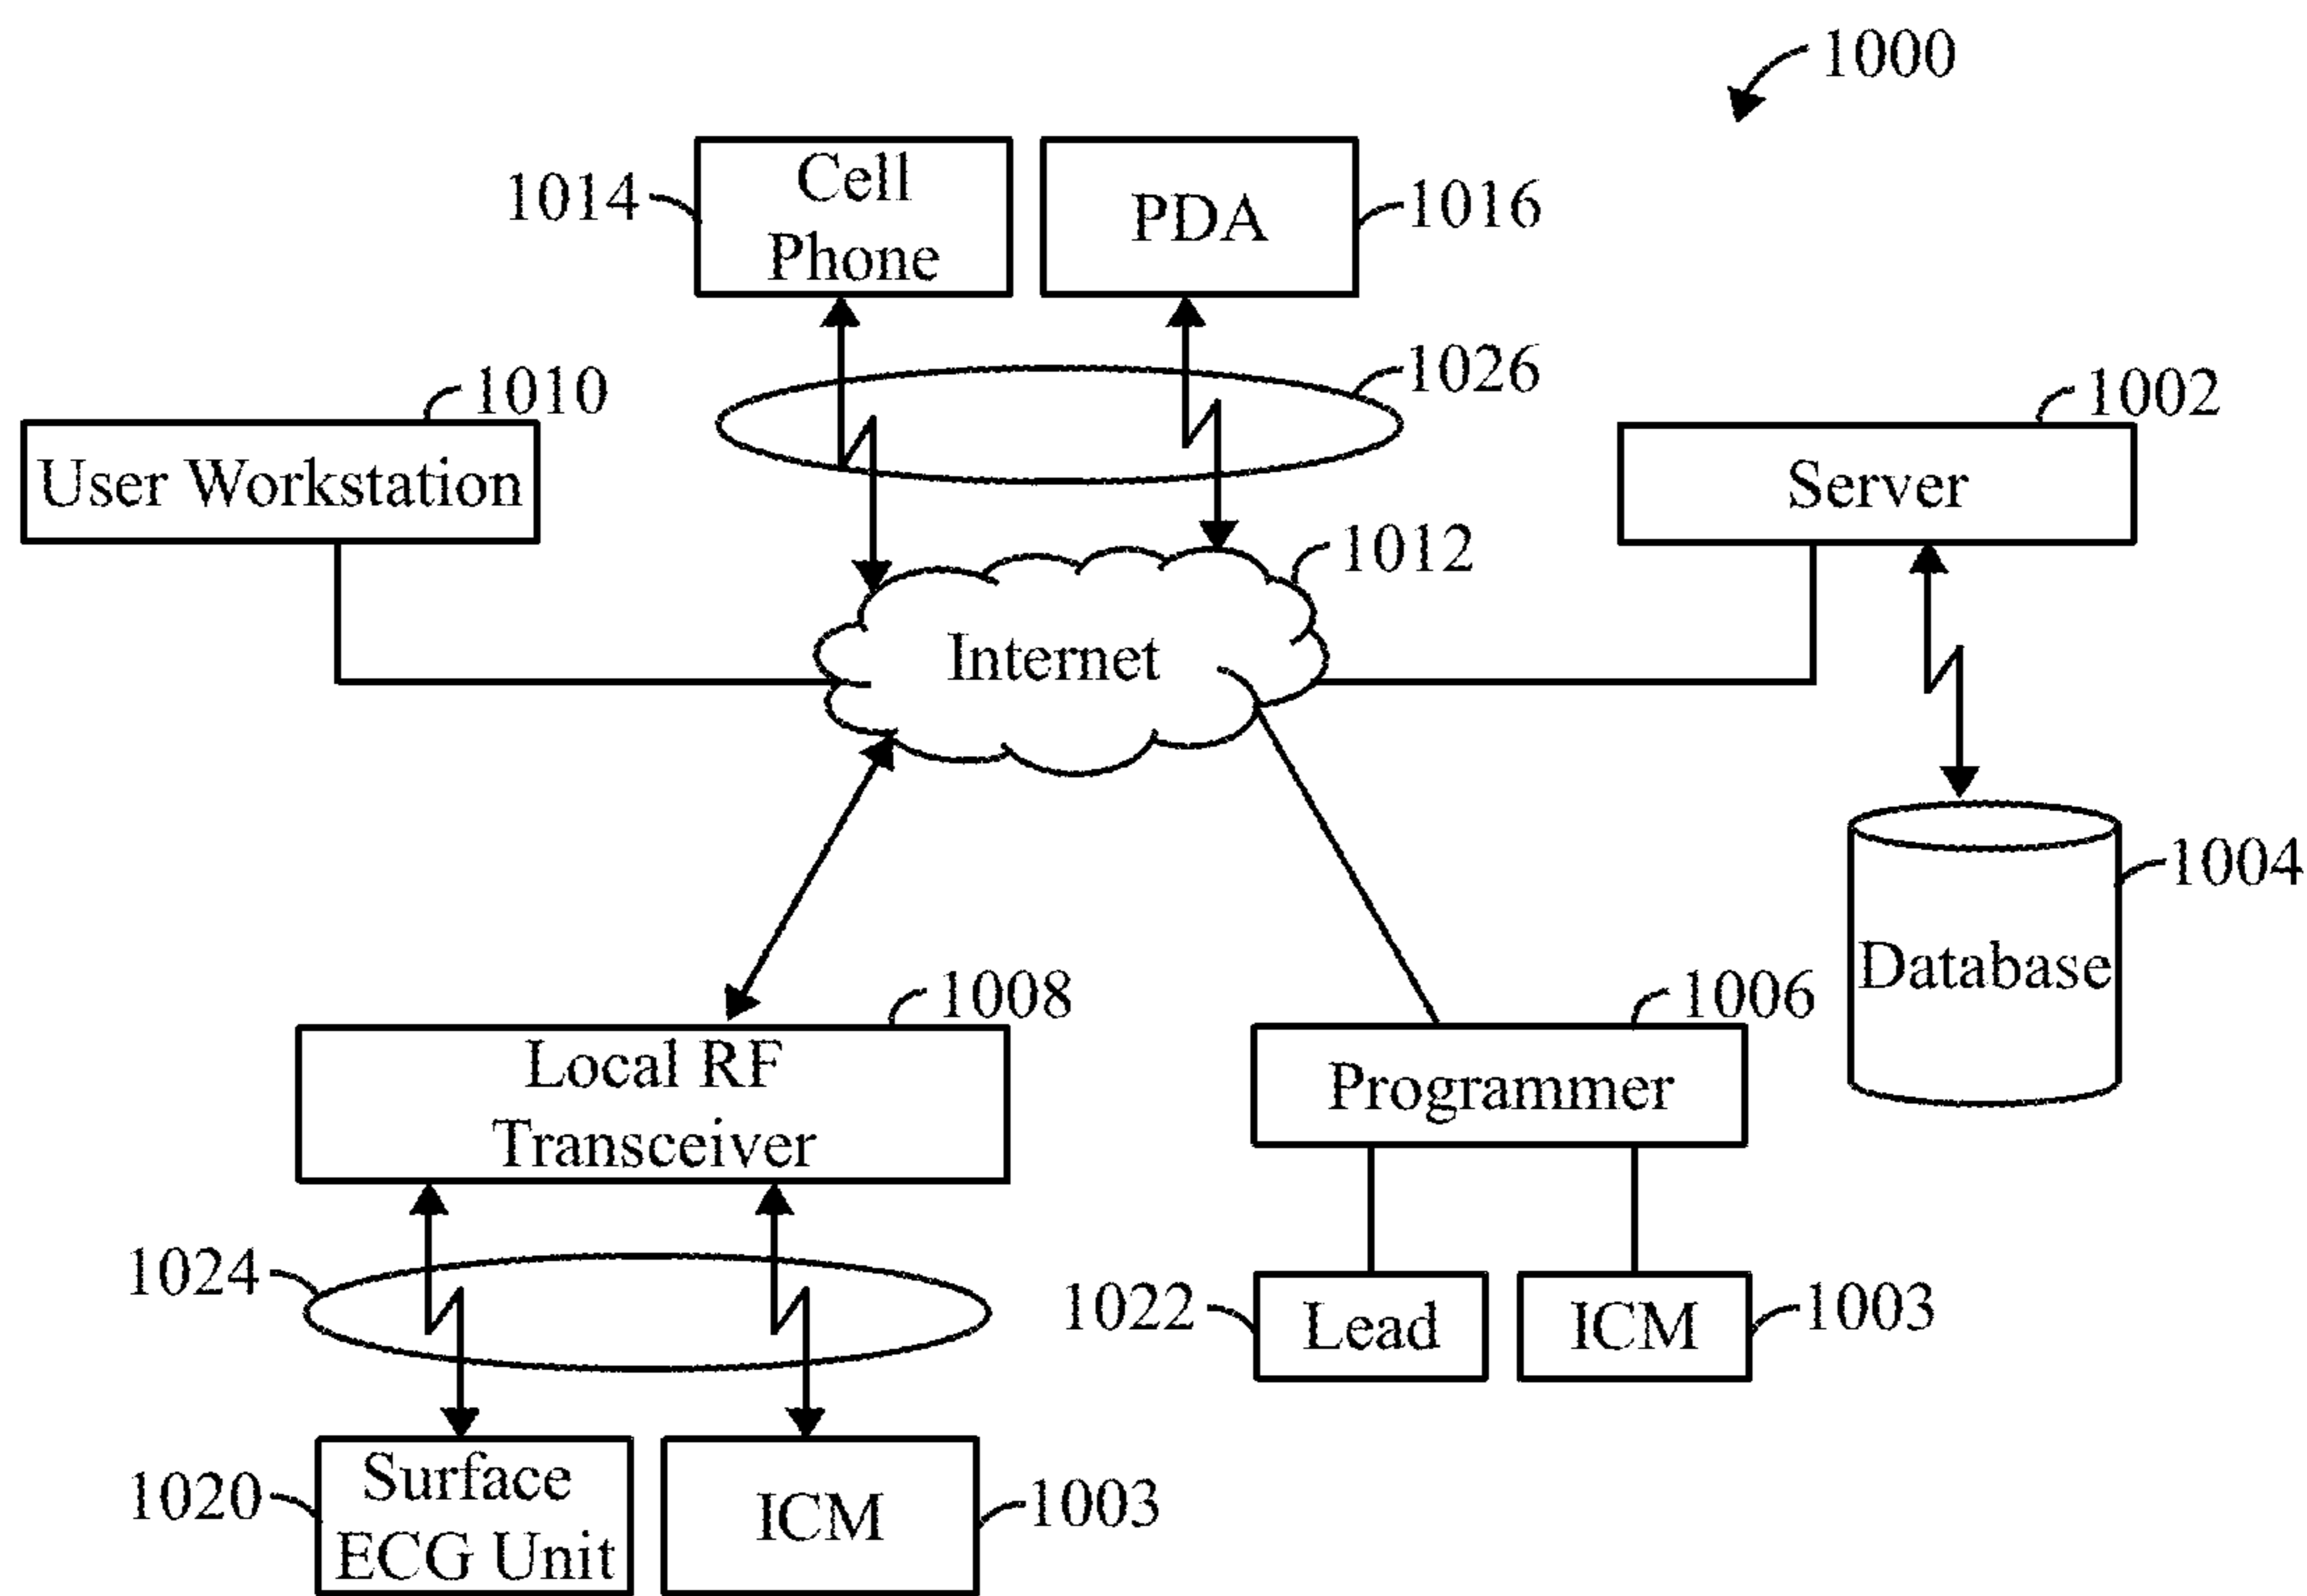 1000
1014
Cell
Phone
PDA
1016
1026
1010
User Workstation
1002
Server
1012
Internet
1004
Database
1008
Local RF
Transceiver
1006
Programmer
1024
1022
Lead
ICM
1003
1020
Surface
ECG Unit
ICM
1003